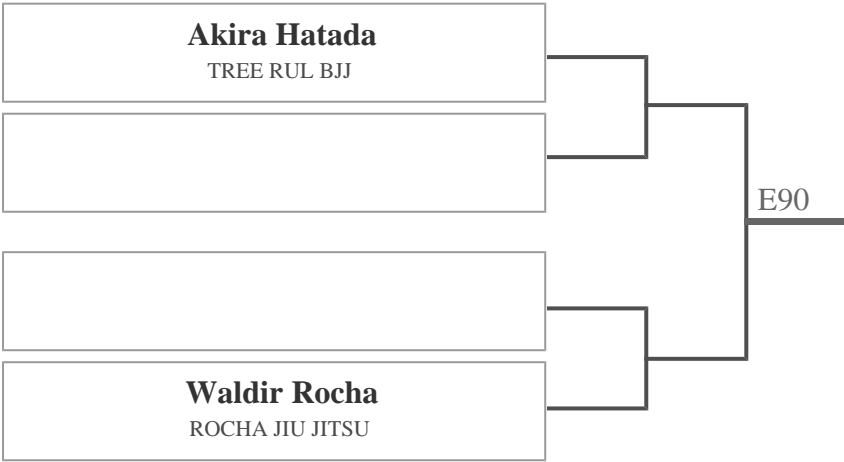 Akira Hatada
TREE RUL BJJ
E90
Waldir Rocha
ROCHA JIU JITSU